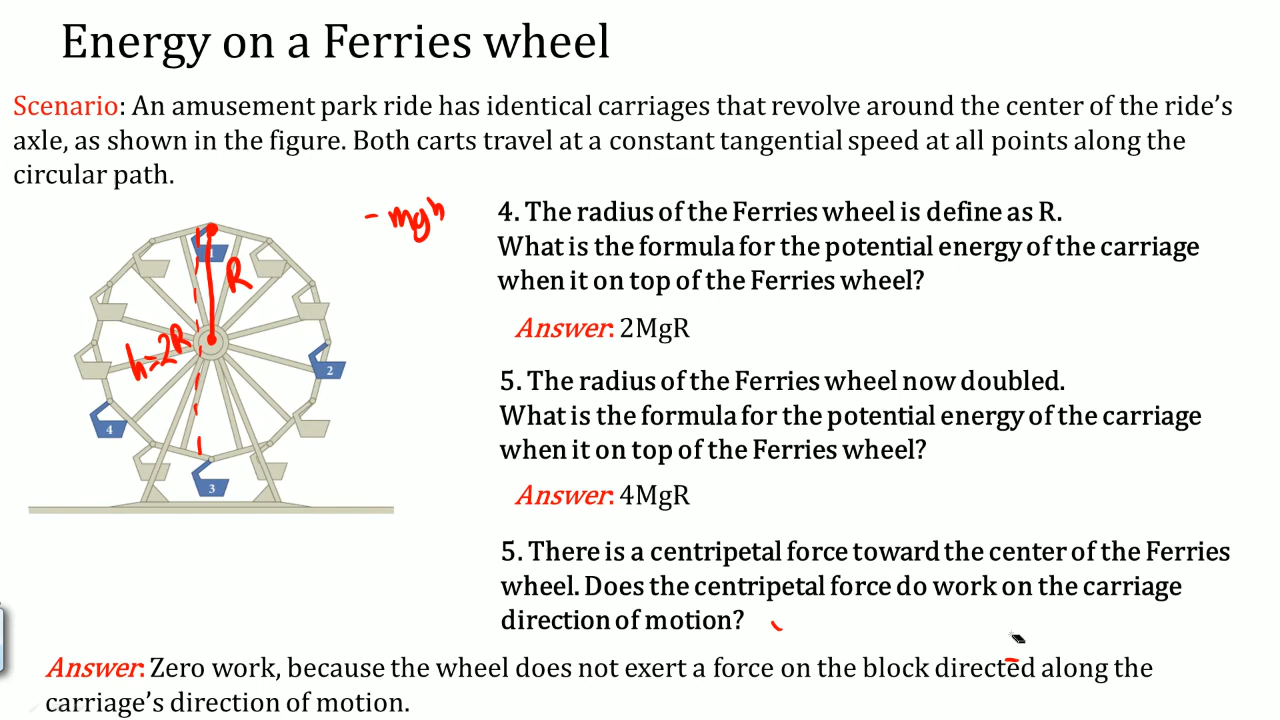 Energy on a Ferries wheel
Scenario: An amusement park ride has identical carriages that revolve around the center of the ride's
axle, as shown in the figure. Both carts travel at a constant tangential speed at all points along the
circular path.
- mgh
4. The radius of the Ferries wheel is define as R.
What is the formula for the potential energy of the carriage
when it on top of the Ferries wheel?
Answer: 2MgR
1
R
h=2R
2
4
3
5. The radius of the Ferries wheel now doubled.
What is the formula for the potential energy of the carriage
when it on top of the Ferries wheel?
Answer: 4MgR
5. There is a centripetal force toward the center of the Ferries
wheel. Does the centripetal force do work on the carriage
direction of motion?
Answer: Zero work, because the wheel does not exert a force on the block directed along the
carriage's direction of motion.